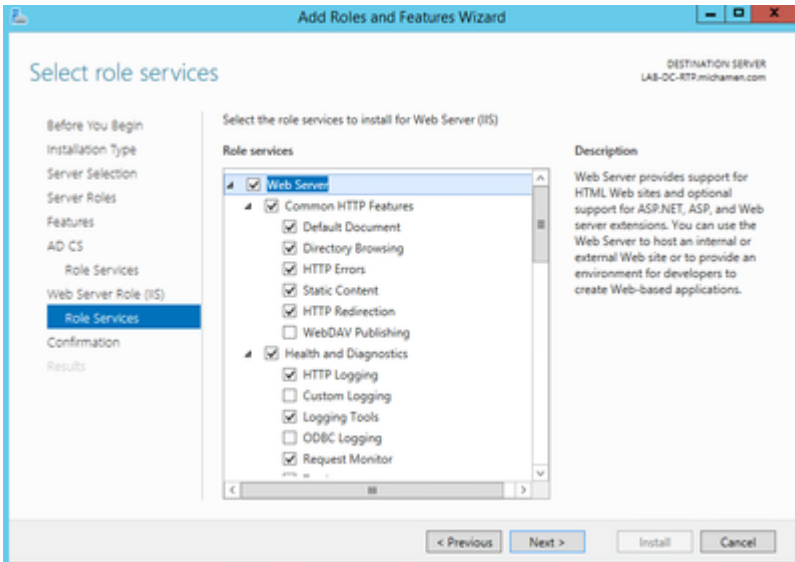 Add Roles and Features Wizard
Select role services
DESTINATION SERVER
LAB-DC-RTP.michamen.com
Before You Begin
Installation Type
Server Selection
Server Roles
Features
AD CS
Role Services
Web Server Role (IIS)
Role Services
Confirmation
Results
Select the role services to install for Web Server (IIS)
Role services
Web Server
Common HTTP Features
Default Document
Directory Browsing
HTTP Errors
Static Content
HTTP Redirection
WebDAV Publishing
Health and Diagnostics
HTTP Logging
Custom Logging
Logging Tools
ODBC Logging
Request Monitor
Description
Web Server provides support for
HTML Web sites and optional
support for ASP.NET, ASP, and Web
server extensions. You can use the
Web Server to host an internal or
external Web site or to provide an
environment for developers to
create Web-based applications.
< Previous
Next >
Install
Cancel